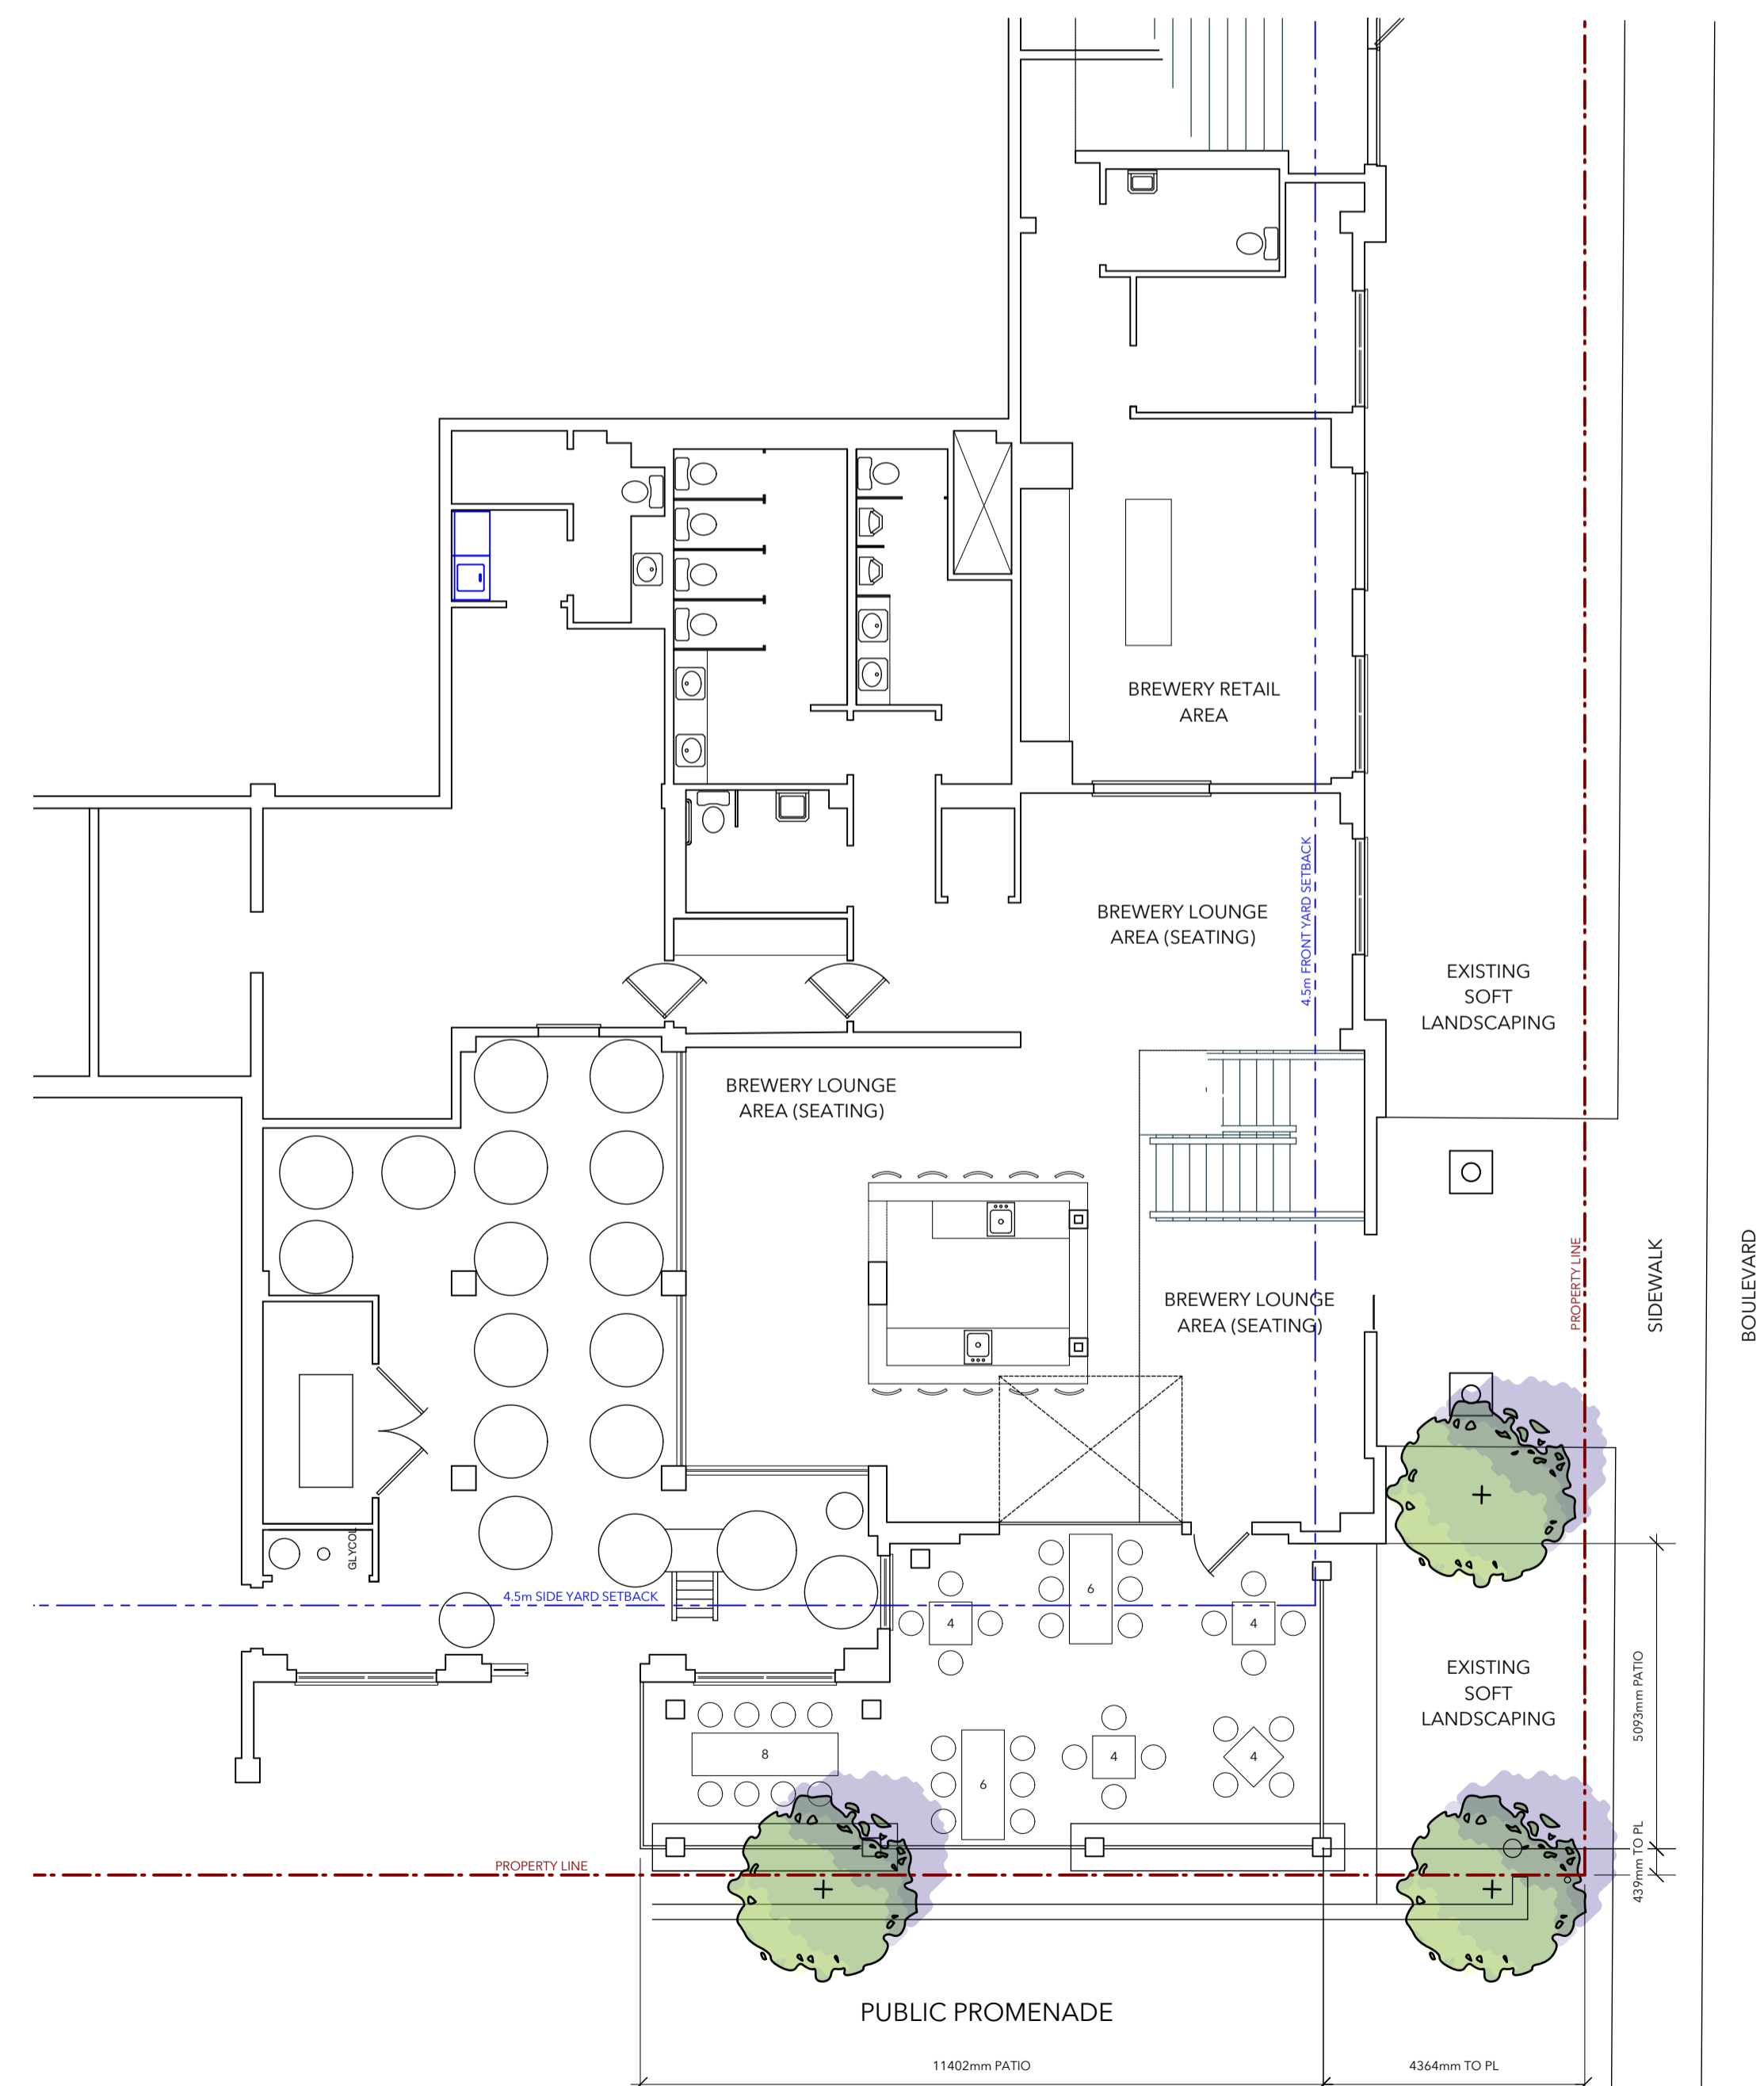 BREWERY RETAIL
AREA
4.5m FRONT YARD SETBACK
BREWERY LOUNGE
AREA (SEATING)
EXISTING
SOFT
LANDSCAPING
BREWERY LOUNGE
AREA (SEATING)
PROPERTY LINE
SIDEWALK
BOULEVARD
BREWERY LOUNGE
AREA (SEATING)
GLYCOL
4.5m SIDE YARD SETBACK
6
4
4
EXISTING
SOFT
LANDSCAPING
5093mm PATIO
8
6
4
4
439mm TO PL
PROPERTY LINE
PUBLIC PROMENADE
11402mm PATIO
4364mm TO PL